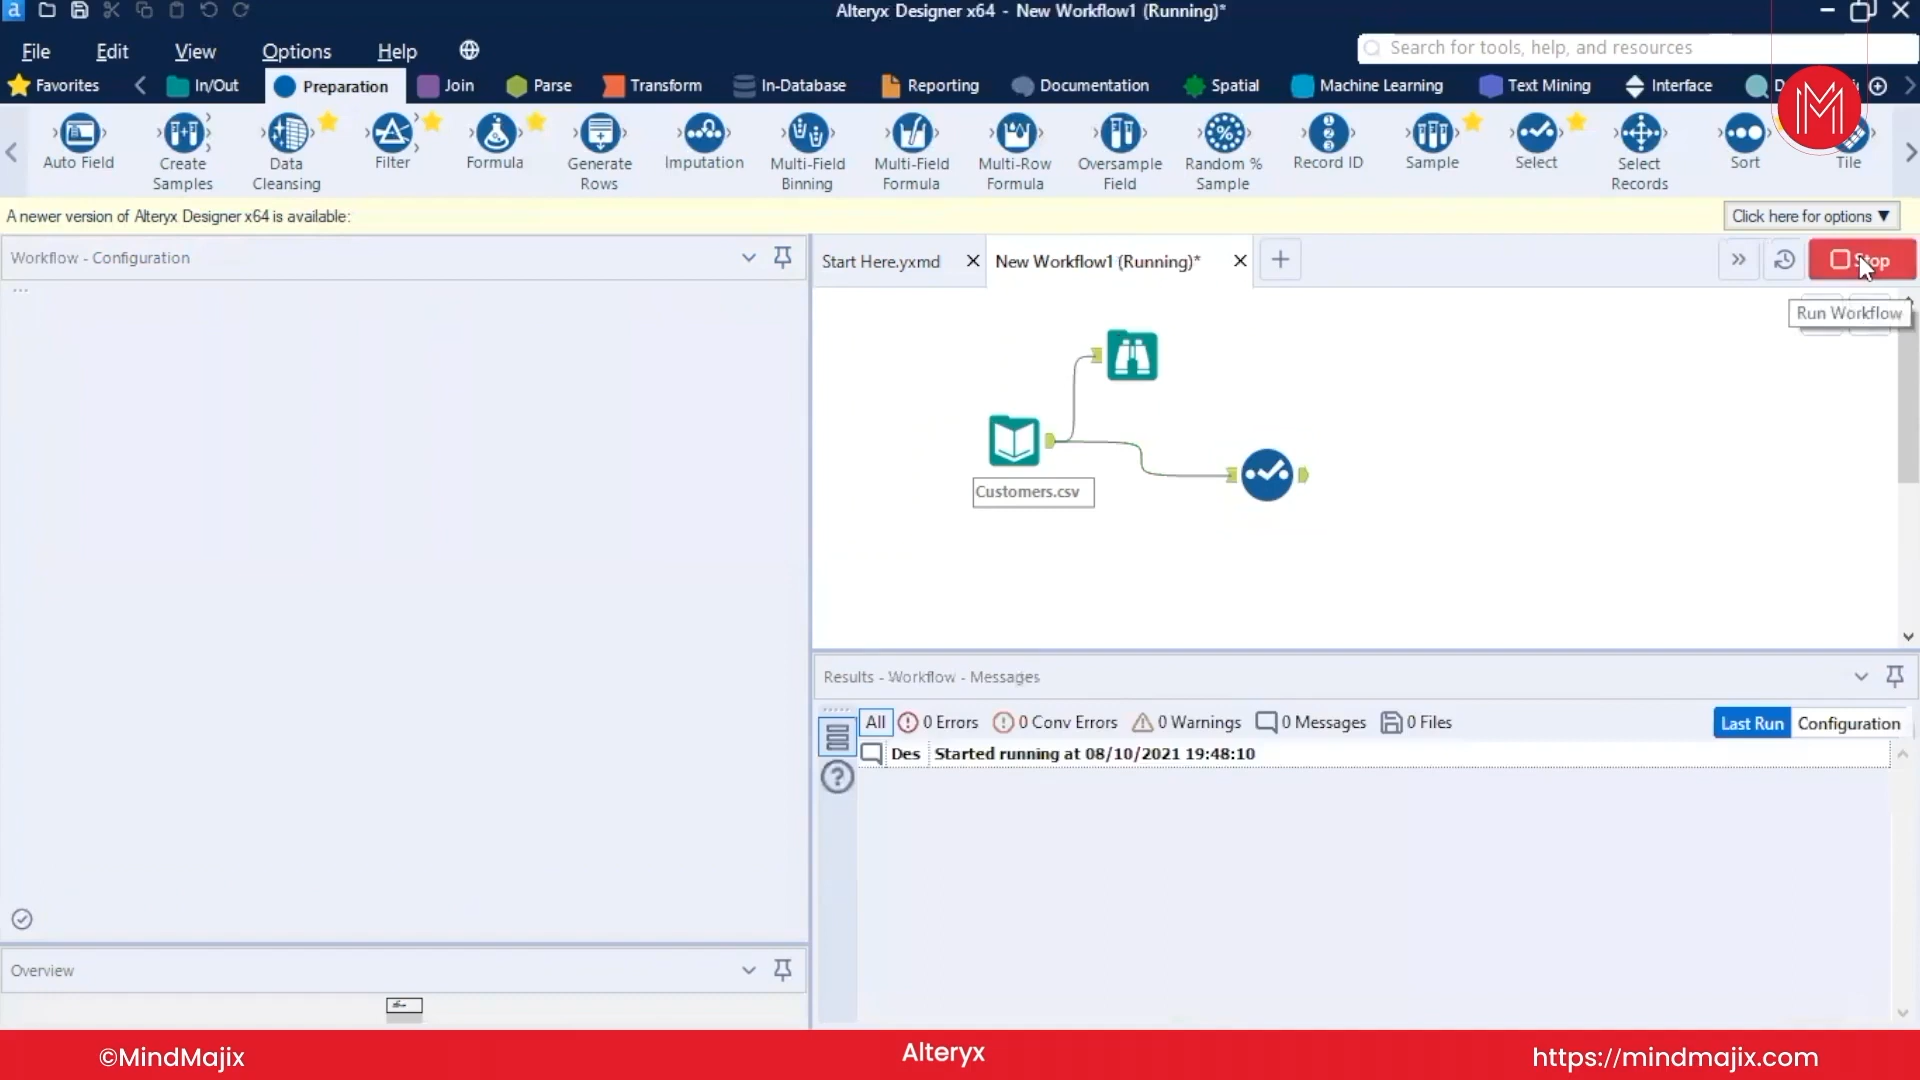 Alteryx Designer x64 - New Workflow1 (Running)*
File Edit View Options Help
Search for tools, help, and resources
Favorites In/Out Preparation Join Parse Transform In-Database Reporting Documentation Spatial Machine Learning Text Mining Interface D
Auto Field Create Samples Data Cleansing Filter Formula Generate Rows Imputation Multi-Field Binning Multi-Field Formula Multi-Row Formula Oversample Field Random % Sample Record ID Sample Select Select Records Sort Tile
A newer version of Alteryx Designer x64 is available:
Click here for options ▼
Workflow - Configuration
Start Here.yxmd New Workflow1 (Running)*
Stop
Run Workflow
Customers.csv
Results - Workflow - Messages
All 0 Errors 0 Conv Errors 0 Warnings 0 Messages 0 Files
Last Run Configuration
Des Started running at 08/10/2021 19:48:10
Overview
©MindMajix
Alteryx
https://mindmajix.com